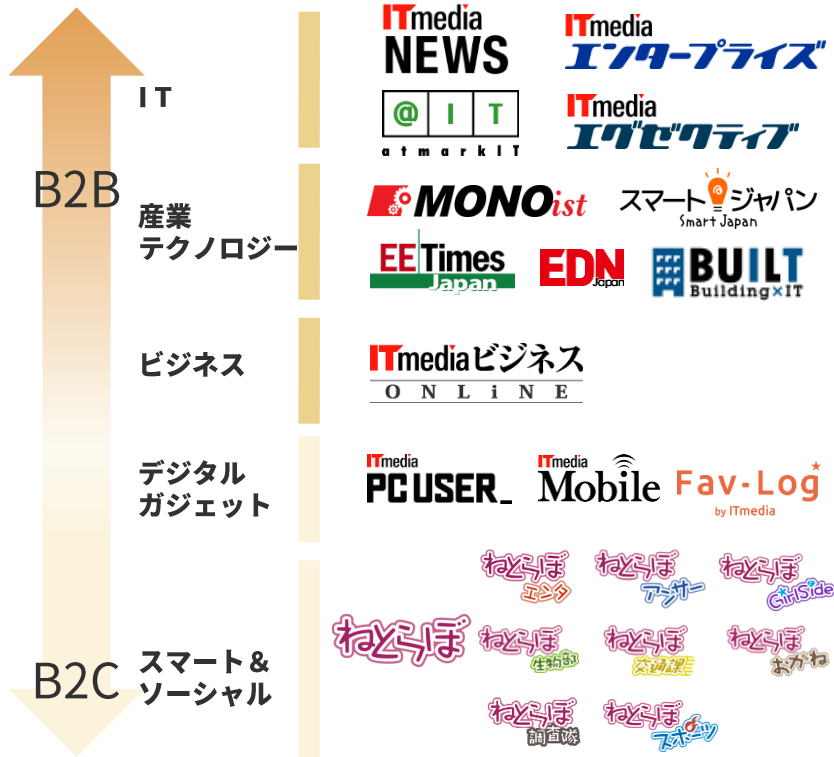 B2B
IT
ITmedia
NEWS
ITmedia
エンタープライズ
@IT
atmarkIT
ITmedia
エグゼクティブ
産業
テクノロジー
MONOist
スマートジャパン
Smart Japan
EE Times
Japan
EDN
Japan
BUILT
Building×IT
ビジネス
ITmediaビジネス
ONLiNE
デジタル
ガジェット
ITmedia
PC USER_
ITmedia
Mobile
Fav-Log
by ITmedia
B2C
スマート&
ソーシャル
ねとらぼ
ねとらぼ
エンタ
ねとらぼ
アンサー
ねとらぼ
GirlSide
ねとらぼ
生物部
ねとらぼ
交通課
ねとらぼ
おかね
ねとらぼ
調査隊
ねとらぼ
スポーツ